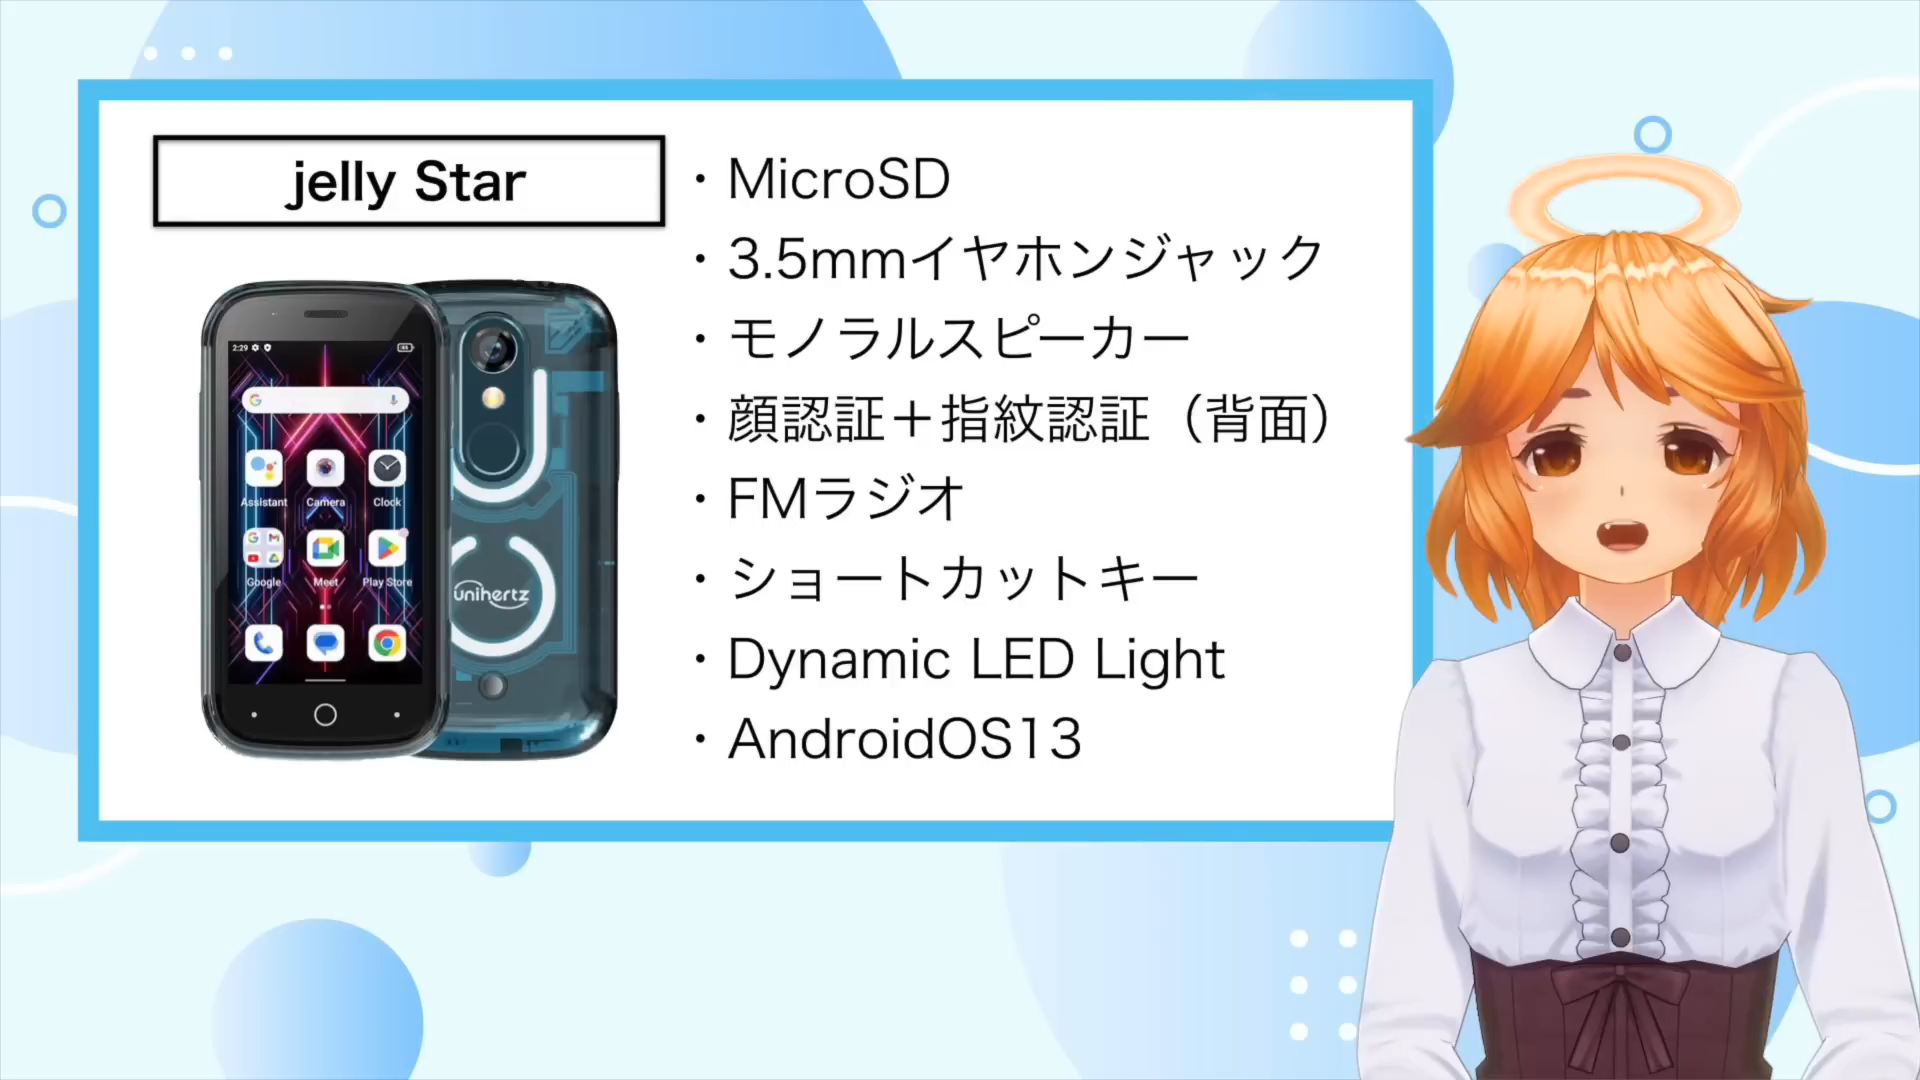 jelly Star
・MicroSD
・3.5mmイヤホンジャック
・モノラルスピーカー
・顔認証＋指紋認証（背面）
・FMラジオ
・ショートカットキー
・Dynamic LED Light
・AndroidOS13
2:29
Assistant Camera Clock
Google Meet Play Store
unihertz